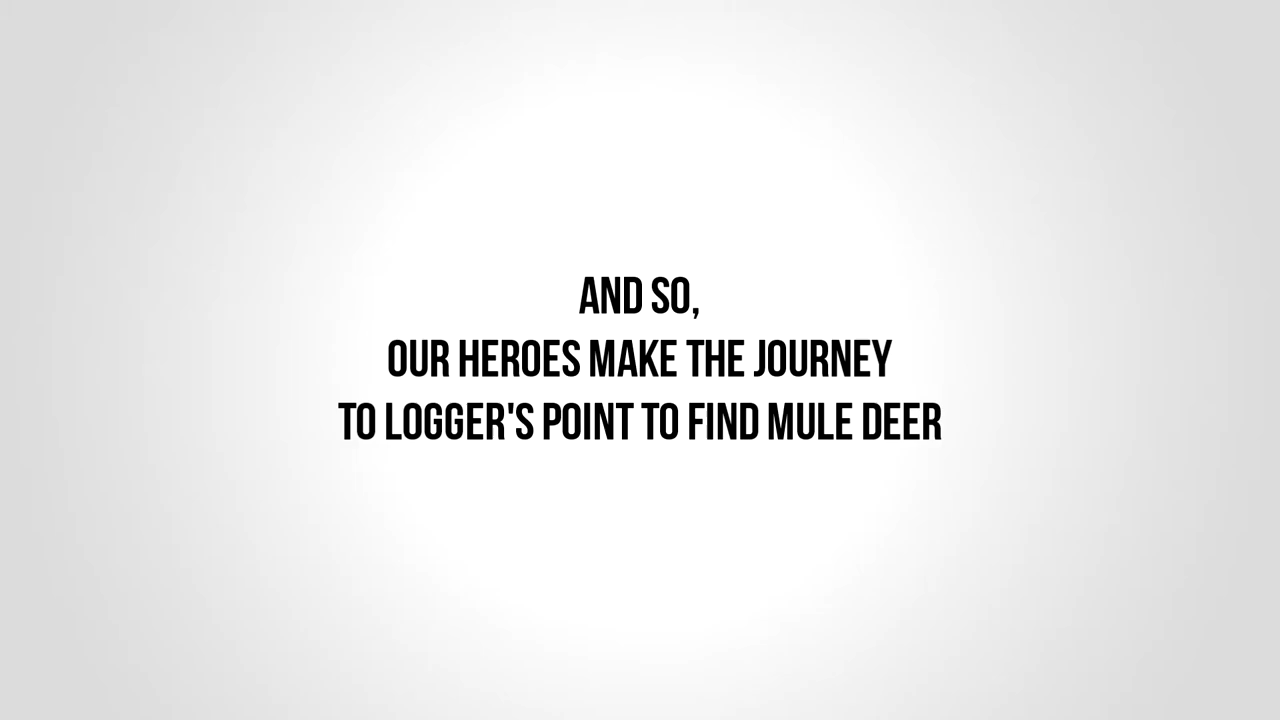 AND SO,
OUR HEROES MAKE THE JOURNEY
TO LOGGER'S POINT TO FIND MULE DEER